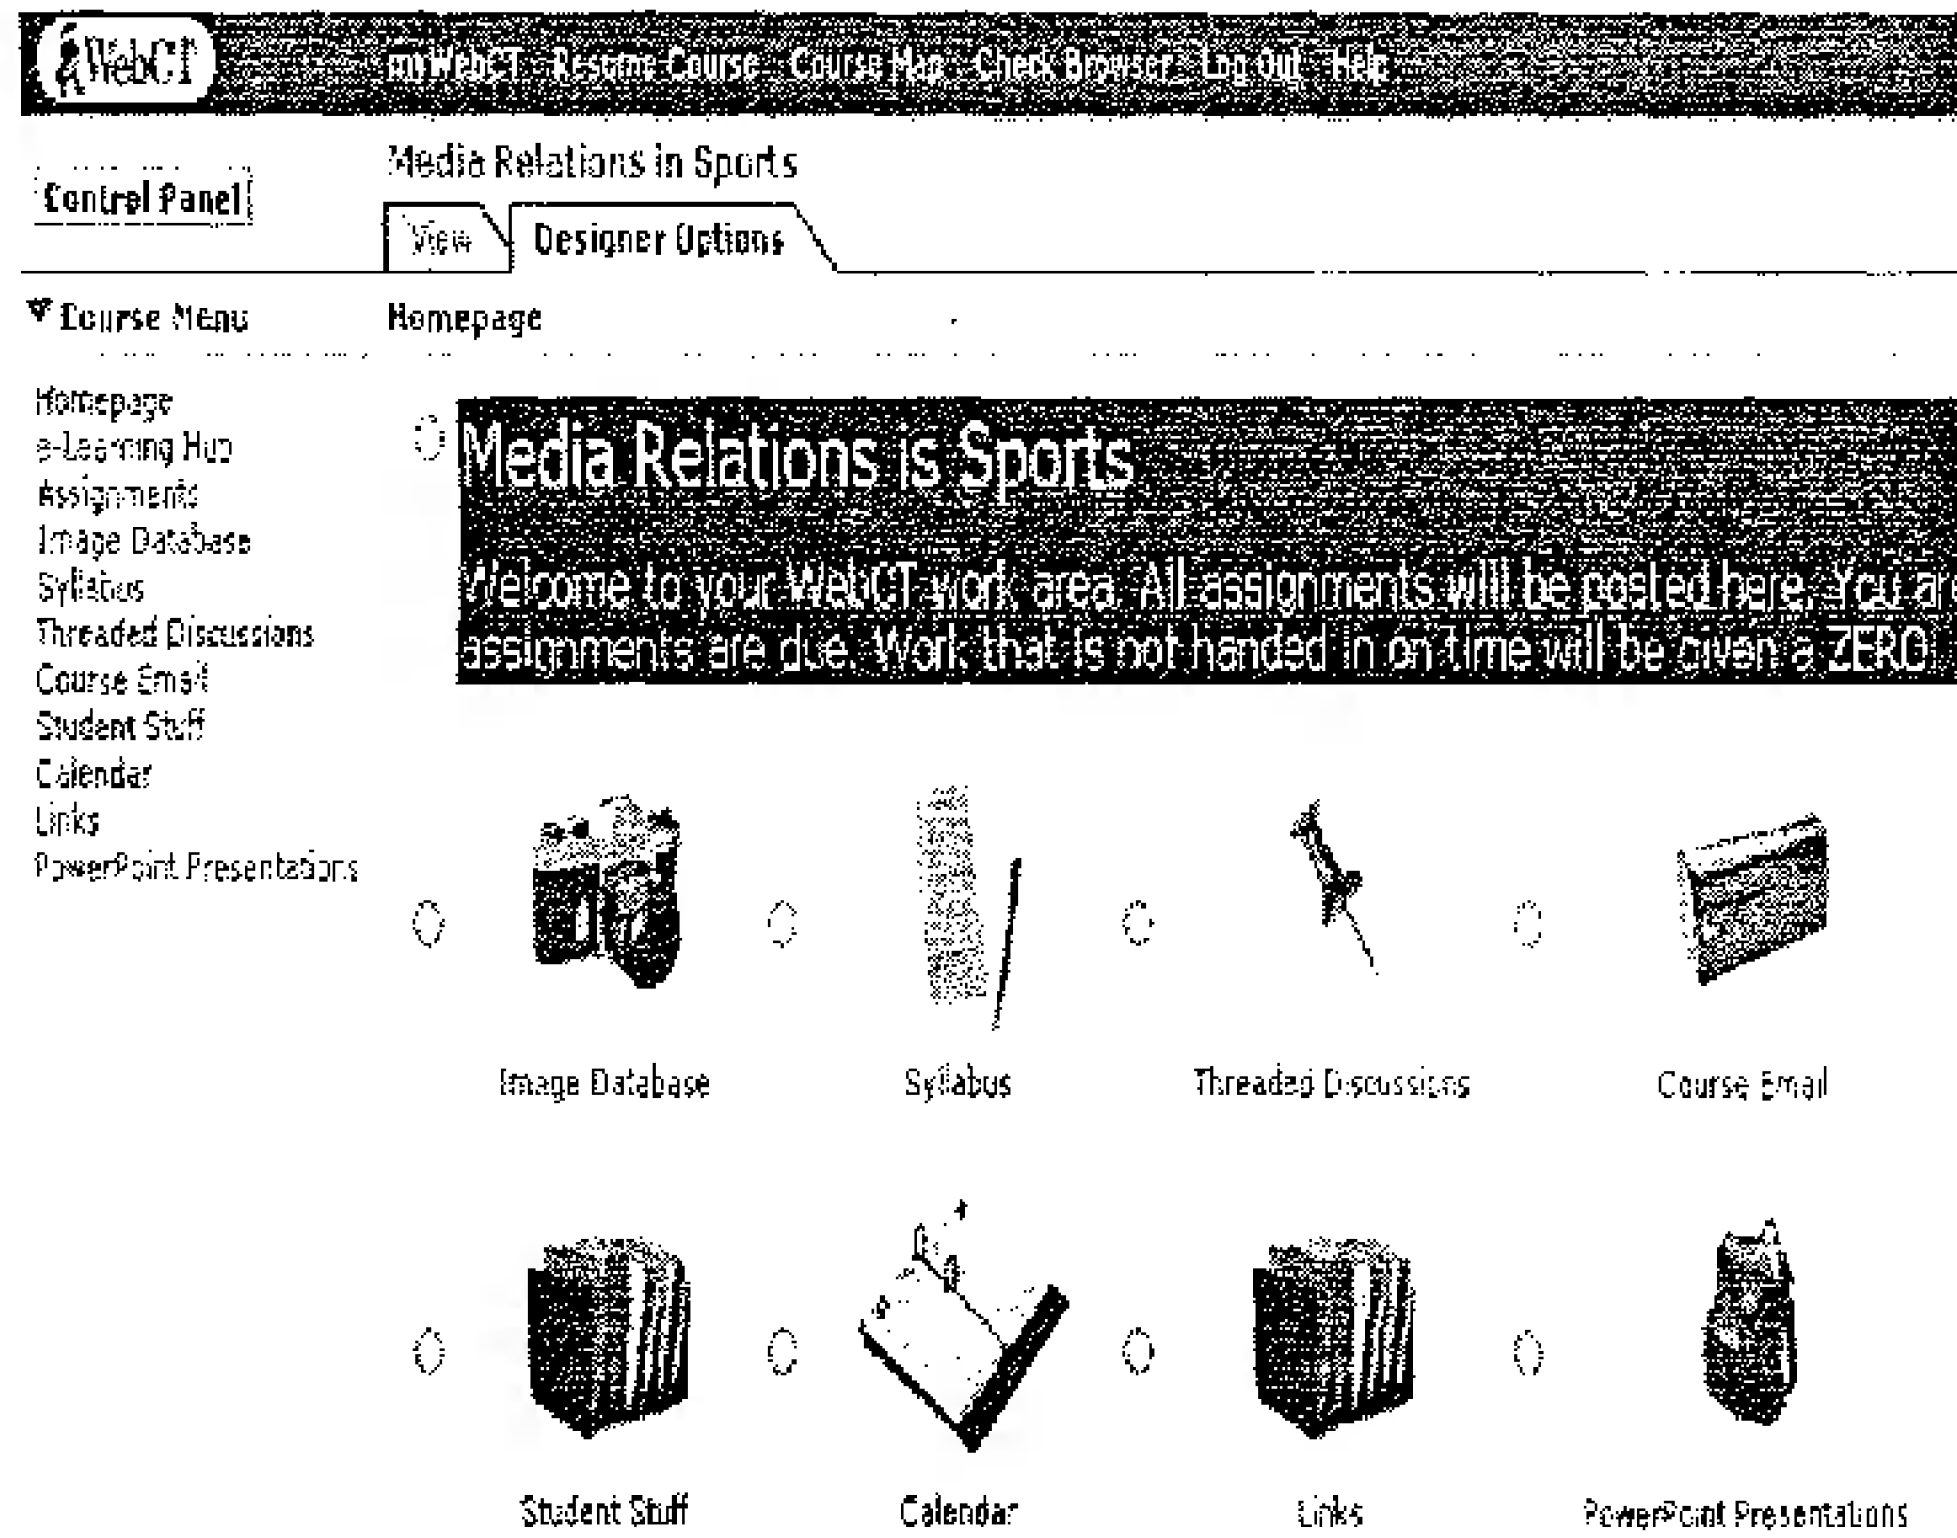 WebCT
myWebCT Resume Course Course Map Check Browser Log Out Help
Media Relations in Sports
Control Panel
View Designer Options
Course Menu Homepage
Homepage
e-Learning Hub
Assignments
Image Database
Syllabus
Threaded Discussions
Course Email
Student Stuff
Calendar
Links
PowerPoint Presentations
Media Relations is Sports
Welcome to your WebCT work area. All assignments will be posted here. You are
assignments are due. Work that is not handed in on time will be given a ZERO!
Image Database Syllabus Threaded Discussions Course Email
Student Stuff Calendar Links PowerPoint Presentations